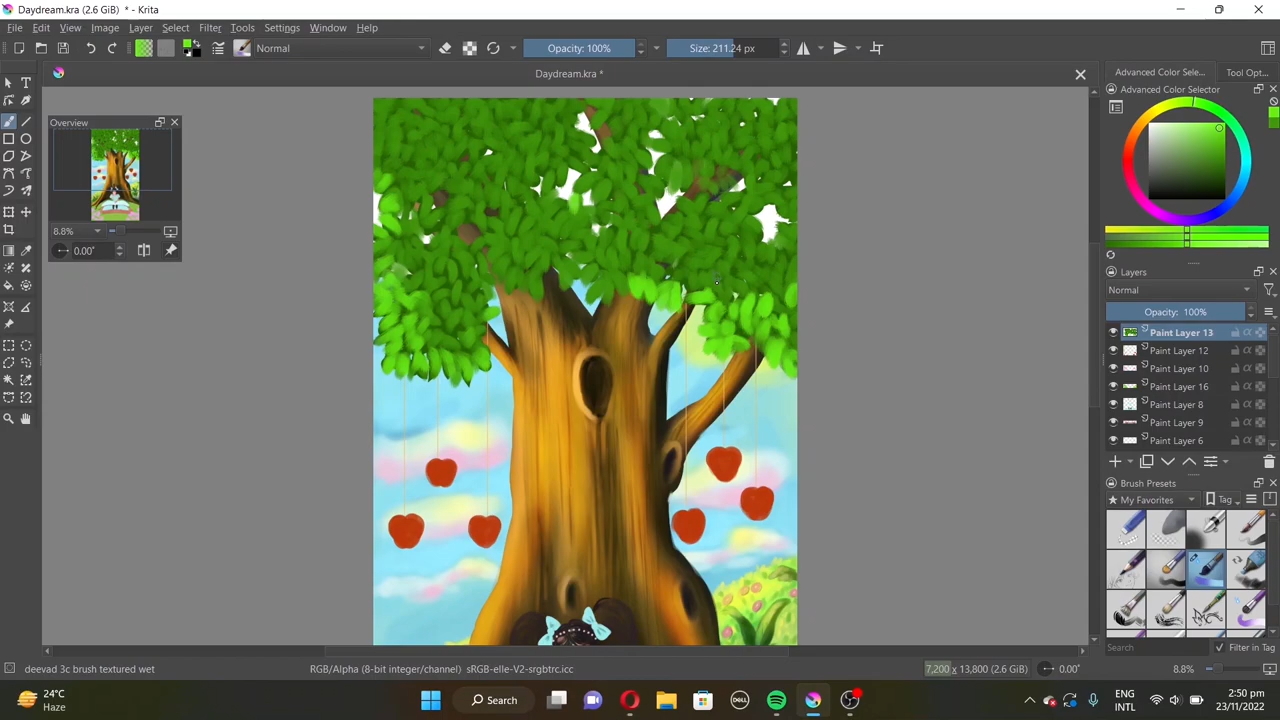 Daydream.kra (2.6 GiB) * - Krita
File Edit View Image Layer Select Filter Tools Settings Window Help
Normal
Opacity: 100%
Size: 211.24 px
Daydream.kra *
Advanced Color Sele...
Tool Opt...
Advanced Color Selector
Overview
8.8%
0.00°
Layers
Normal
Opacity: 100%
Paint Layer 13
Paint Layer 12
Paint Layer 10
Paint Layer 16
Paint Layer 8
Paint Layer 9
Paint Layer 6
Brush Presets
My Favorites
Tag
Search
Filter in Tag
deevad 3c brush textured wet
RGB/Alpha (8-bit integer/channel) sRGB-elle-V2-srgbtrc.icc
7,200 x 13,800 (2.6 GiB)
0.00°
8.8%
24°C
Haze
Search
DELL
ENG
INTL
2:50 pm
23/11/2022